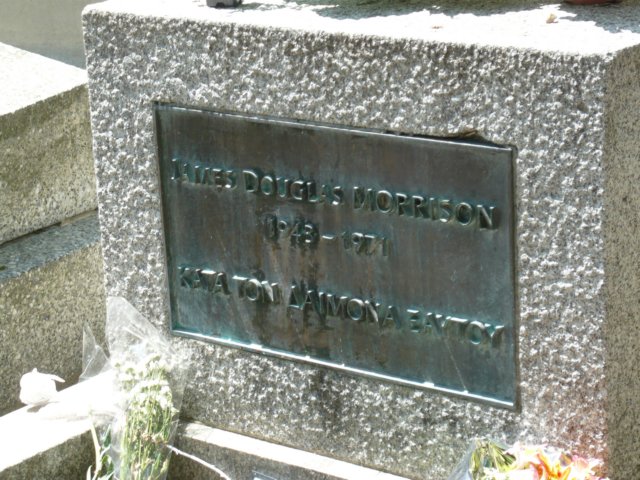 JAMES DOUGLAS MORRISON
1943 – 1971
ΚΑΤΑ ΤΟΝ ΔΑΙΜΟΝΑ ΕΑΥΤΟΥ